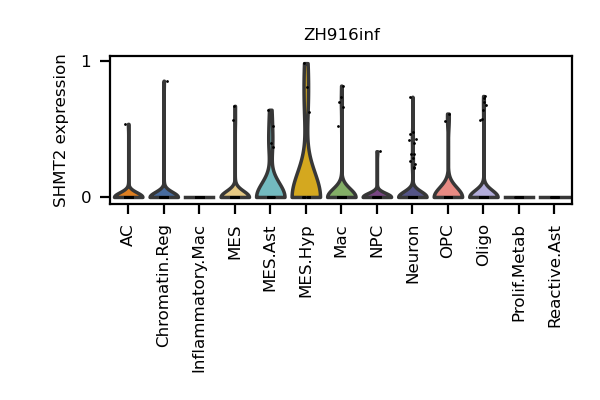 ZH916inf
SHMT2 expression
1
0
AC
Chromatin.Reg
Inflammatory.Mac
MES
MES.Ast
MES.Hyp
Mac
NPC
Neuron
OPC
Oligo
Prolif.Metab
Reactive.Ast